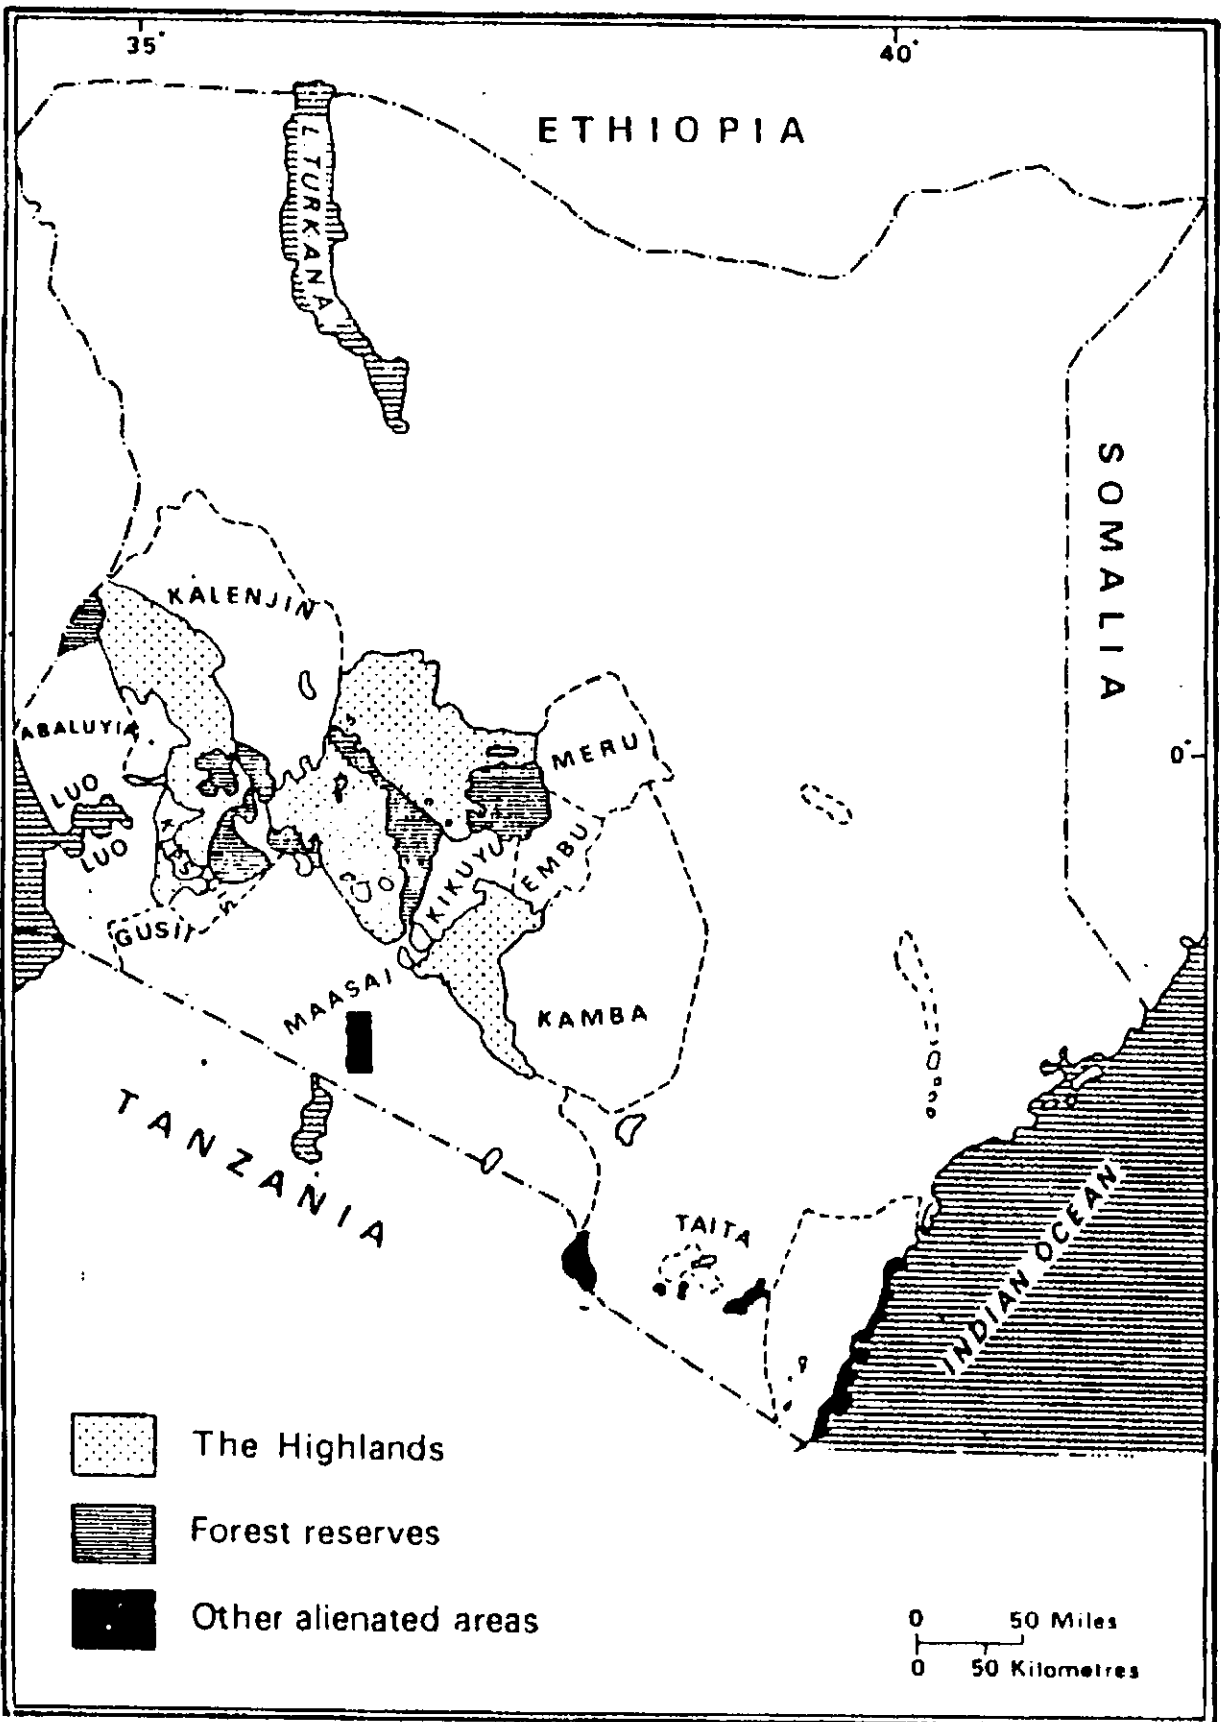 35°
40°
ETHIOPIA
L. TURKANA
SOMALIA
KALENJIN
ABALUYIA
MERU
0°
LUO
LUO
KIPSIGIS
KIKUYU
EMBU
GUSII
MAASAI
KAMBA
TANZANIA
TAITA
INDIAN OCEAN
The Highlands
Forest reserves
Other alienated areas
0 50 Miles
0 50 Kilometres